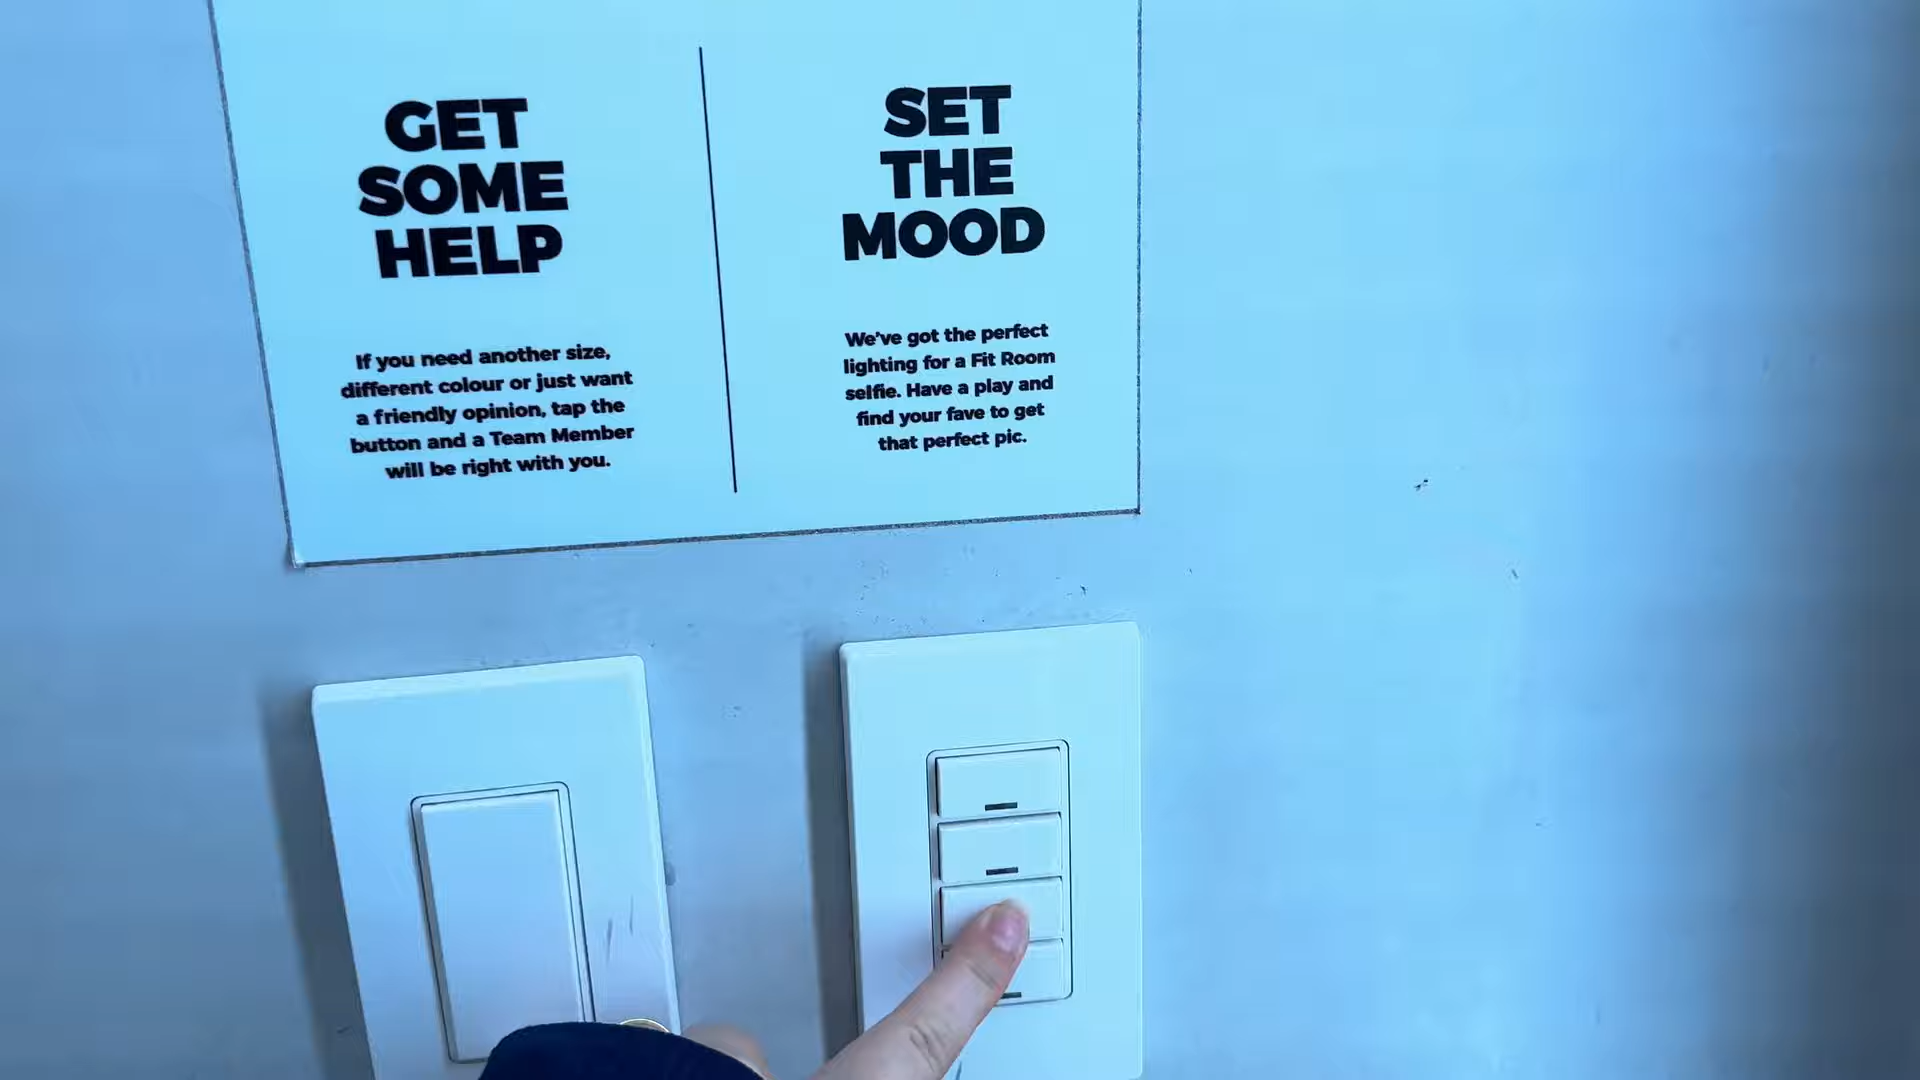 GET
SOME
HELP
If you need another size,
different colour or just want
a friendly opinion, tap the
button and a Team Member
will be right with you.
SET
THE
MOOD
We've got the perfect
lighting for a Fit Room
selfie. Have a play and
find your fave to get
that perfect pic.